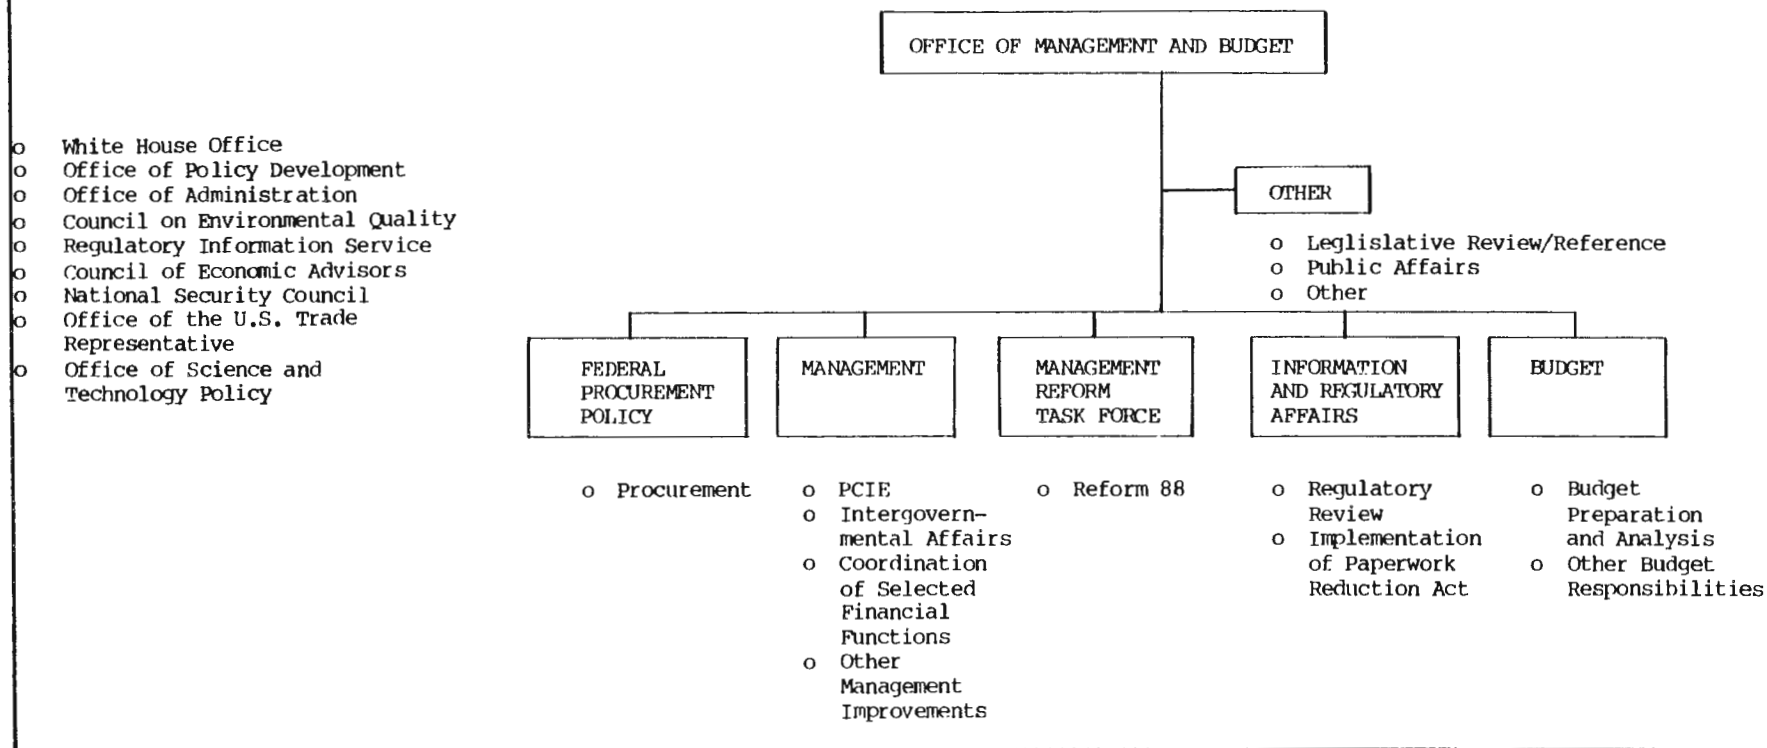 OFFICE OF MANAGEMENT AND BUDGET
o White House Office
o Office of Policy Development
o Office of Administration
o Council on Environmental Quality
o Regulatory Information Service
o Council of Economic Advisors
o National Security Council
o Office of the U.S. Trade
Representative
o Office of Science and
Technology Policy
OTHER
o Leglislative Review/Reference
o Public Affairs
o Other
FEDERAL
PROCUREMENT
POLICY
o Procurement
MANAGEMENT
o PCIE
o Intergovern-
mental Affairs
o Coordination
of Selected
Financial
Functions
o Other
Management
Improvements
MANAGEMENT
REFORM
TASK FORCE
o Reform 88
INFORMATION
AND REGULATORY
AFFAIRS
o Regulatory
Review
o Implementation
of Paperwork
Reduction Act
BUDGET
o Budget
Preparation
and Analysis
o Other Budget
Responsibilities